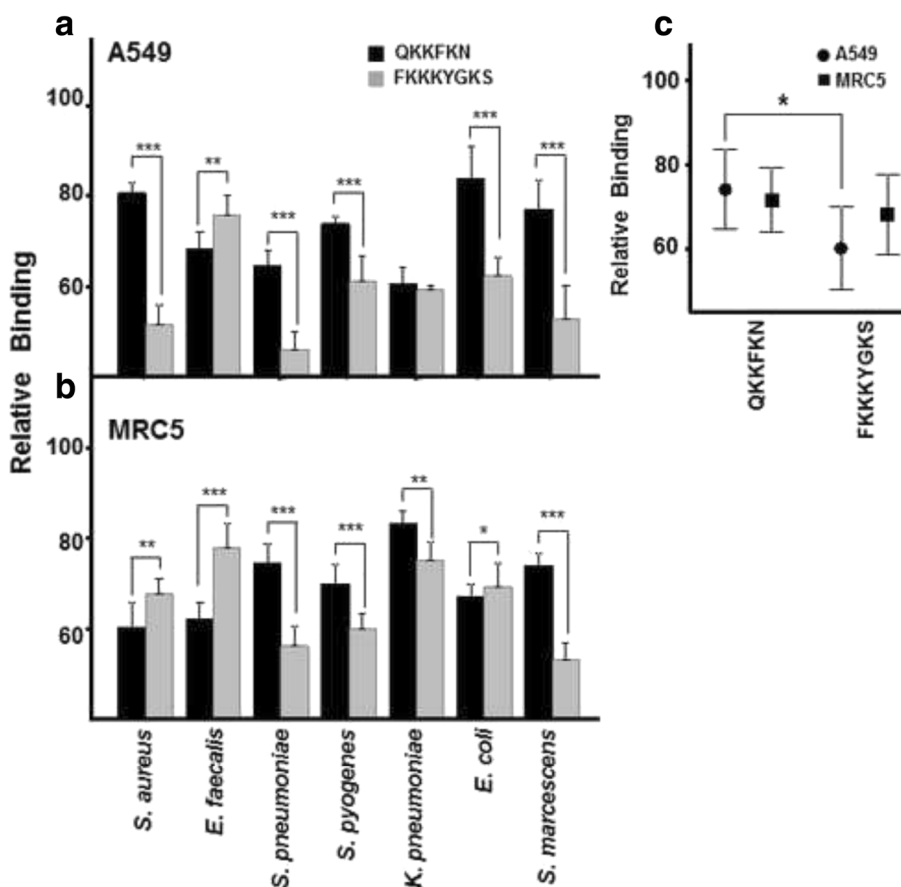 a
A549
QKKFKN
FKKKYGKS
100
80
60
*** ** *** *** *** ***
b
MRC5
100
80
60
** *** *** *** ** * ***
Relative Binding
S. aureus
E. faecalis
S. pneumoniae
S. pyogenes
K. pneumoniae
E. coli
S. marcescens
c
A549
MRC5
100
80
60
*
Relative Binding
QKKFKN
FKKKYGKS